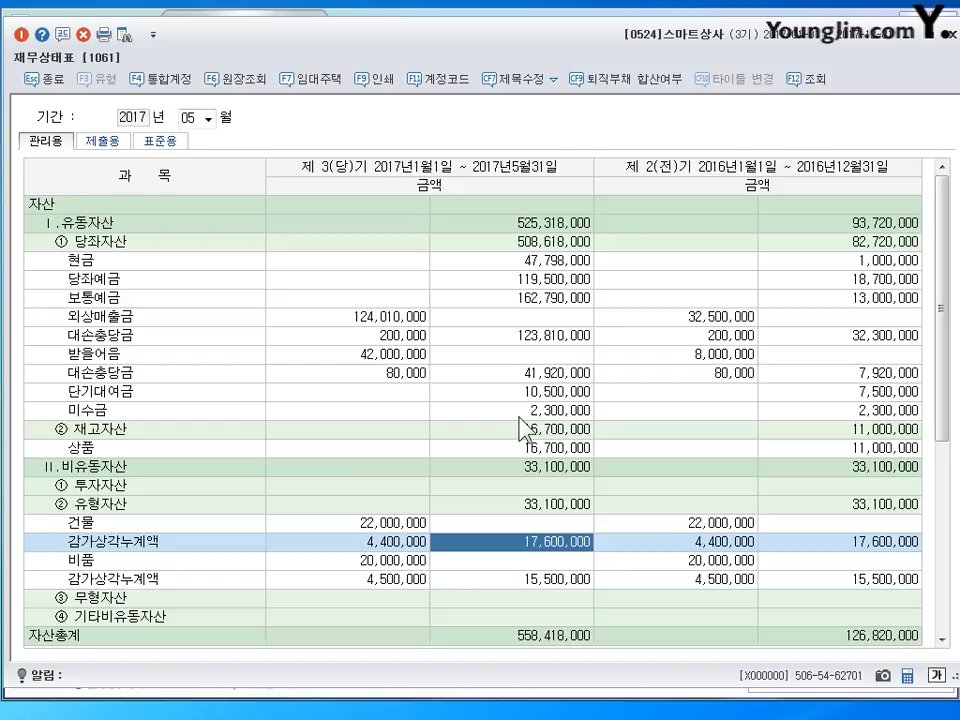 Younglin.com Y.
[0524]스마트상사 (3기)
재무상태표 [1061]
Esc 종료 F3 유형 F4 통합계정 F6 원장조회 F7 임대주택 F9 인쇄 F11 계정코드 CF7 제목수정 CF9 퇴직부채 합산여부 CF10 타이틀 변경 F12 조회
기간 : 2017 년 05 월
관리용 제출용 표준용
과 목 제 3(당)기 2017년1월1일 ~ 2017년5월31일 제 2(전)기 2016년1월1일 ~ 2016년12월31일
금액 금액
자산
Ⅰ.유동자산 525,318,000 93,720,000
① 당좌자산 508,618,000 82,720,000
현금 47,798,000 1,000,000
당좌예금 119,500,000 18,700,000
보통예금 162,790,000 13,000,000
외상매출금 124,010,000 32,500,000
대손충당금 200,000 123,810,000 200,000 32,300,000
받을어음 42,000,000 8,000,000
대손충당금 80,000 41,920,000 80,000 7,920,000
단기대여금 10,500,000 7,500,000
미수금 2,300,000 2,300,000
② 재고자산 6,700,000 11,000,000
상품 16,700,000 11,000,000
Ⅱ.비유동자산 33,100,000 33,100,000
① 투자자산
② 유형자산 33,100,000 33,100,000
건물 22,000,000 22,000,000
감가상각누계액 4,400,000 17,600,000 4,400,000 17,600,000
비품 20,000,000 20,000,000
감가상각누계액 4,500,000 15,500,000 4,500,000 15,500,000
③ 무형자산
④ 기타비유동자산
자산총계 558,418,000 126,820,000
알림 : [X000000] 506-54-62701 가